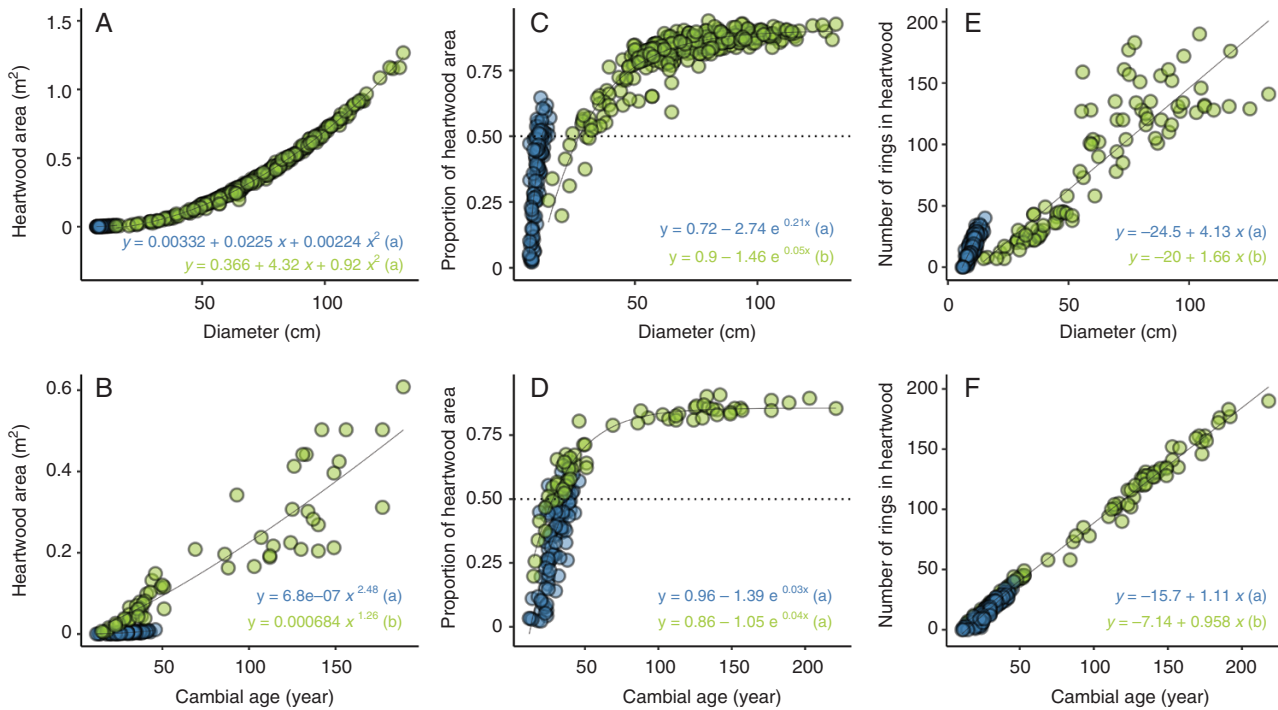 A
Heartwood area (m²)
1.5
1.0
0.5
0
y = 0.00332 + 0.0225 x + 0.00224 x² (a)
y = 0.366 + 4.32 x + 0.92 x² (a)
50
100
Diameter (cm)
C
Proportion of heartwood area
0.75
0.50
0.25
0
y = 0.72 – 2.74 e 0.21x (a)
y = 0.9 – 1.46 e 0.05x (b)
50
100
Diameter (cm)
E
Number of rings in heartwood
200
150
100
50
0
y = –24.5 + 4.13 x (a)
y = –20 + 1.66 x (b)
0
50
100
Diameter (cm)
B
Heartwood area (m²)
0.6
0.4
0.2
0
y = 6.8e–07 x 2.48 (a)
y = 0.000684 x 1.26 (b)
50
100
150
Cambial age (year)
D
Proportion of heartwood area
0.75
0.50
0.25
0
y = 0.96 – 1.39 e 0.03x (a)
y = 0.86 – 1.05 e 0.04x (a)
50
100
150
200
Cambial age (year)
F
Number of rings in heartwood
200
150
100
50
0
y = –15.7 + 1.11 x (a)
y = –7.14 + 0.958 x (b)
50
100
150
200
Cambial age (year)